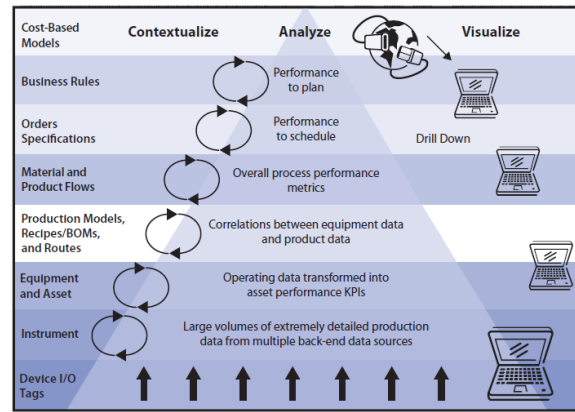 Cost-Based
Models
Contextualize
Analyze
Visualize
Business Rules
Performance
to plan
Orders
Specifications
Performance
to schedule
Drill Down
Material and
Product Flows
Overall process performance
metrics
Production Models,
Recipes/BOMs,
and Routes
Correlations between equipment data
and product data
Equipment
and Asset
Operating data transformed into
asset performance KPIs
Instrument
Large volumes of extremely detailed production
data from multiple back-end data sources
Device I/O
Tags